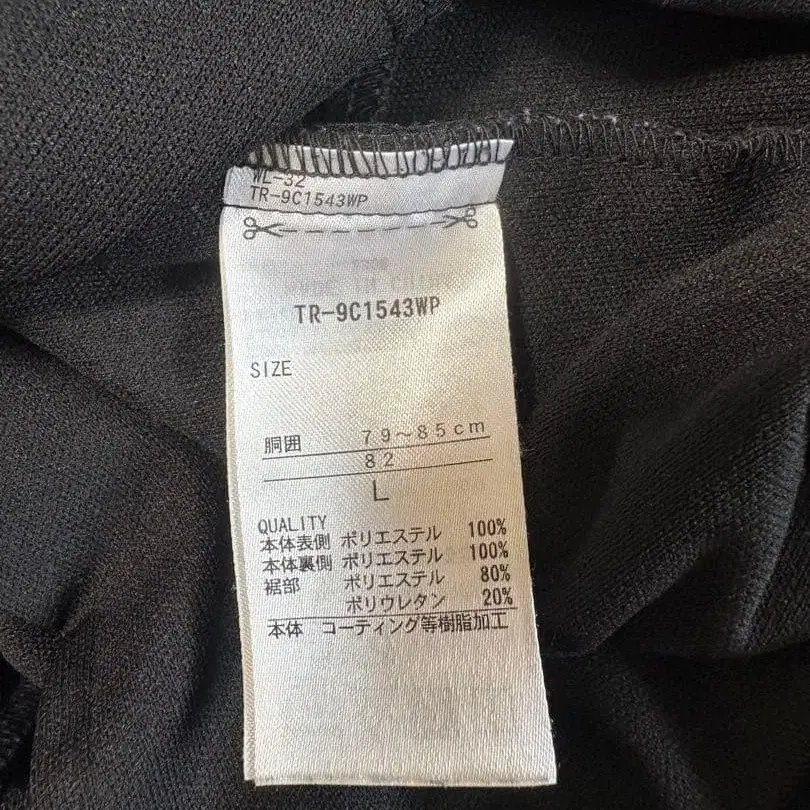 WL-32
TR-9C1543WP
TR-9C1543WP
SIZE
胴囲 79～85cm
82
L
QUALITY
本体表側 ポリエステル 100%
本体裏側 ポリエステル 100%
裾部 ポリエステル 80%
ポリウレタン 20%
本体 コーティング等樹脂加工